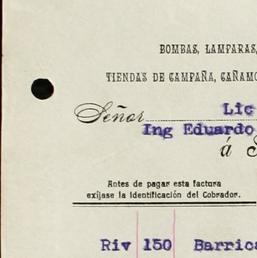 BOMBAS, LAMPARAS,
TIENDAS DE CAMPAÑA, CAÑAMO
Señor Lic
Ing Eduardo
á
Antes de pagar esta factura
exíjase la identificación del Cobrador.
Riv 150 Barrica